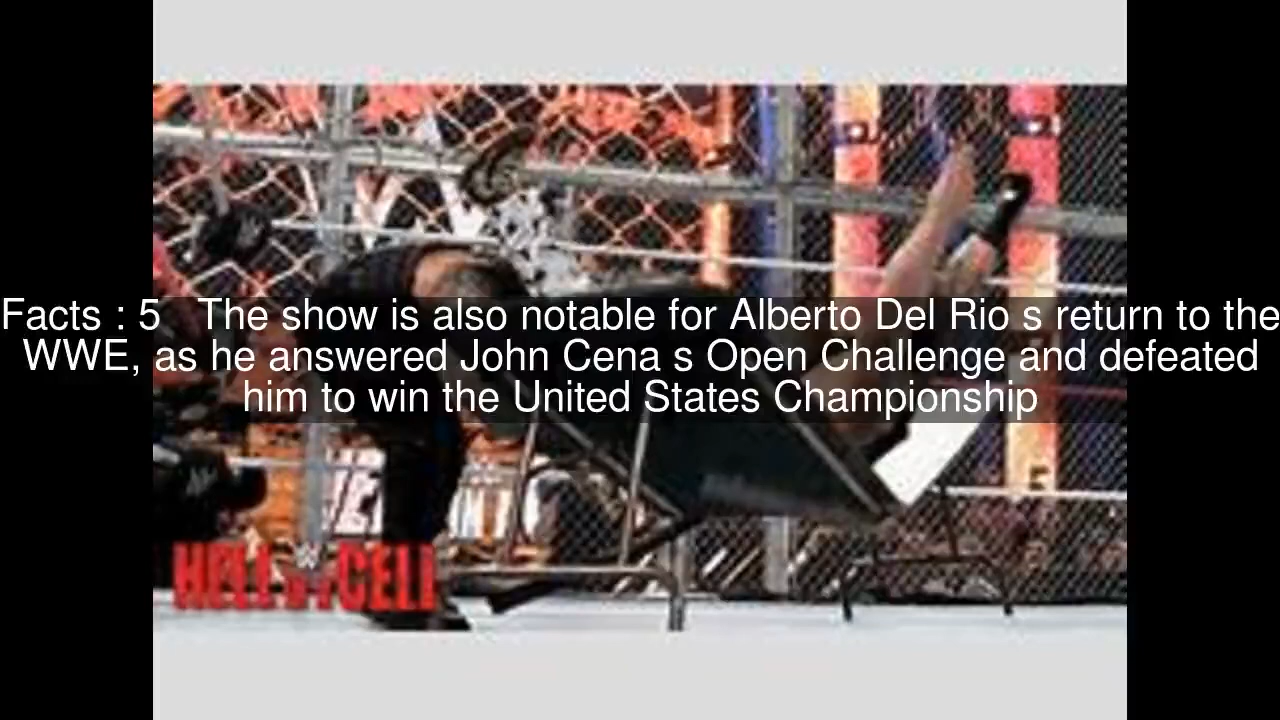 Facts : 5   The show is also notable for Alberto Del Rio s return to the
WWE, as he answered John Cena s Open Challenge and defeated
him to win the United States Championship
HELL IN A CELL